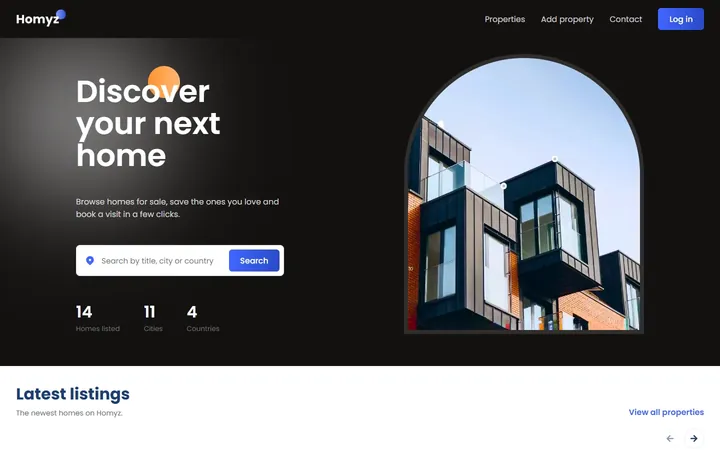 Homyz
Properties
Add property
Contact
Log in
Discover
your next
home
Browse homes for sale, save the ones you love and
book a visit in a few clicks.
Search by title, city or country
Search
14
11
4
Homes listed
Cities
Countries
Latest listings
The newest homes on Homyz.
View all properties